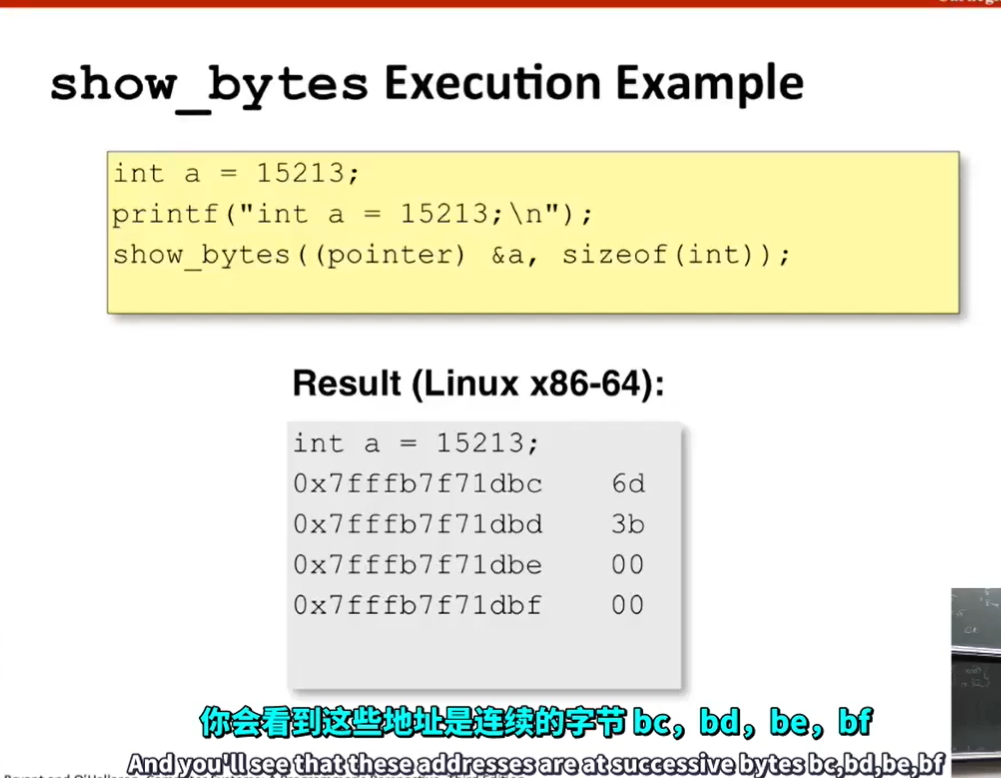 show_bytes Execution Example
int a = 15213;
printf("int a = 15213;\n");
show_bytes((pointer) &a, sizeof(int));
Result (Linux x86-64):
int a = 15213;
0x7fffb7f71dbc 6d
0x7fffb7f71dbd 3b
0x7fffb7f71dbe 00
0x7fffb7f71dbf 00
你会看到这些地址是连续的字节 bc，bd，be，bf
And you'll see that these addresses are at successive bytes bc,bd,be,bf